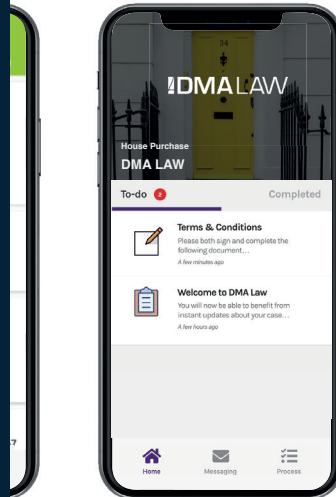 34
DMA LAW
House Purchase
DMA LAW
To-do 2
Completed
Terms & Conditions
Please both sign and complete the
following document...
A few minutes ago
Welcome to DMA Law
You will now be able to benefit from
instant updates about your case...
A few hours ago
Home
Messaging
Process